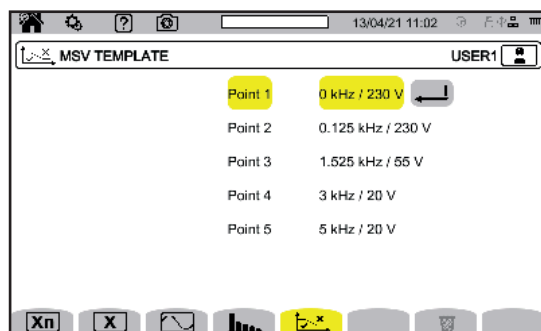 ? 13/04/21 11:02
MSV TEMPLATE USER1
Point 1 0 kHz / 230 V
Point 2 0.125 kHz / 230 V
Point 3 1.525 kHz / 55 V
Point 4 3 kHz / 20 V
Point 5 5 kHz / 20 V
Xn X